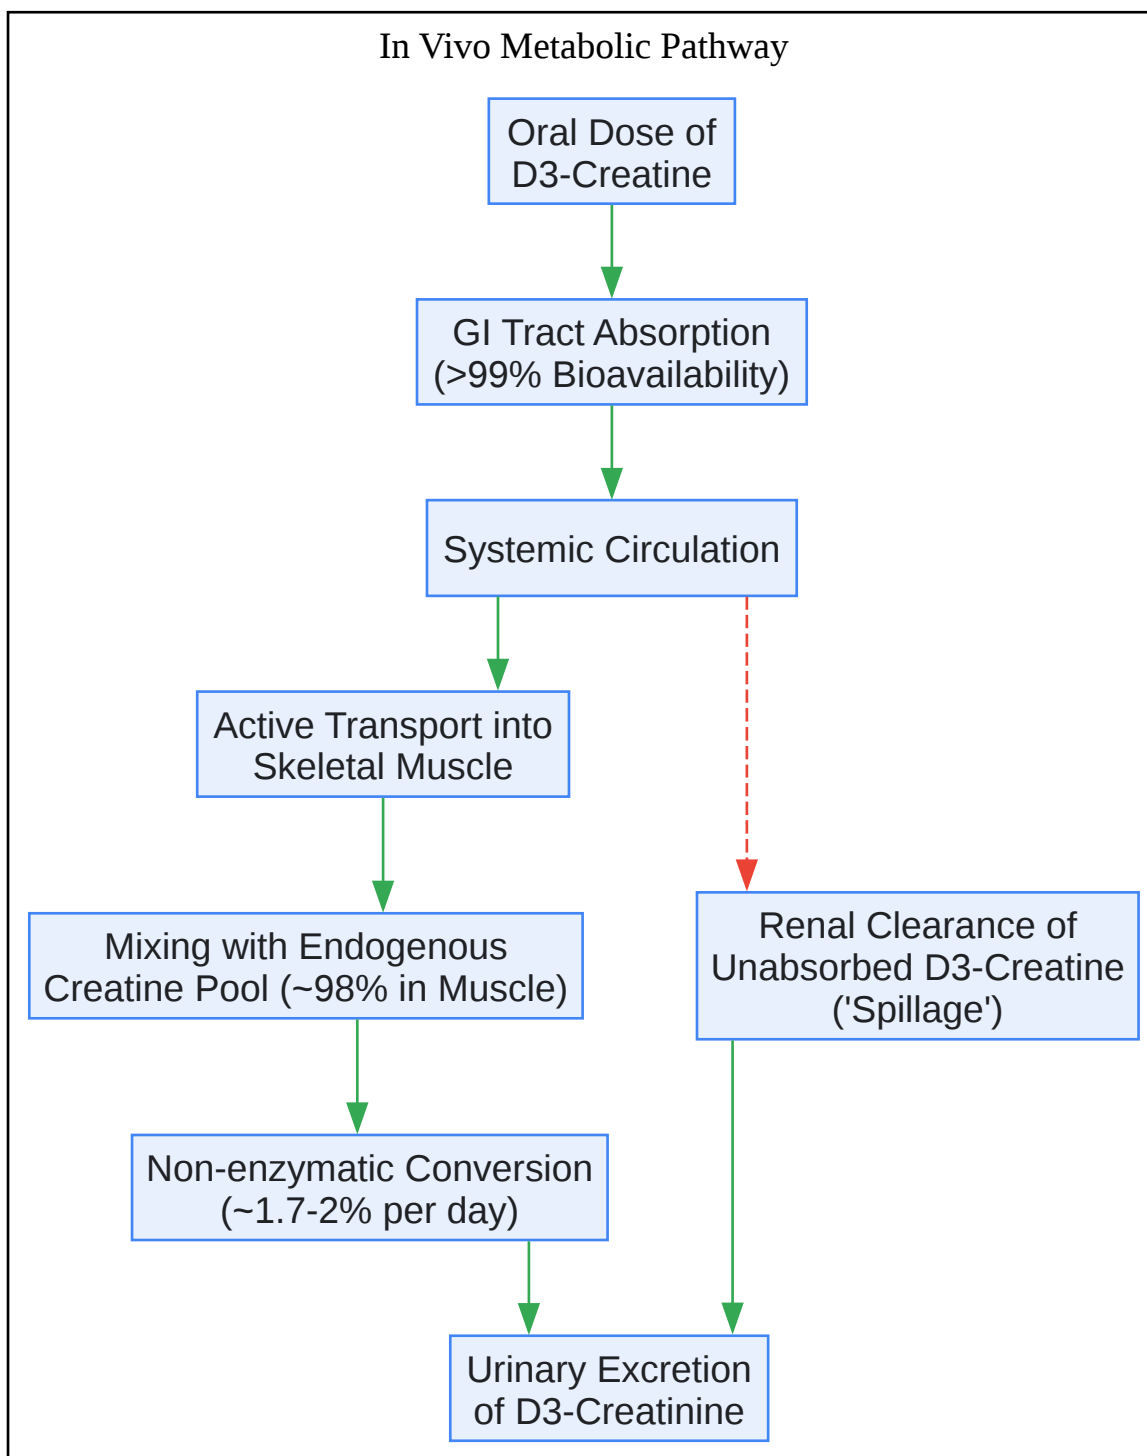 In Vivo Metabolic Pathway
Oral Dose of
D3-Creatine
GI Tract Absorption
(>99% Bioavailability)
Systemic Circulation
Active Transport into
Skeletal Muscle
Mixing with Endogenous
Creatine Pool (~98% in Muscle)
Renal Clearance of
Unabsorbed D3-Creatine
('Spillage')
Non-enzymatic Conversion
(~1.7-2% per day)
Urinary Excretion
of D3-Creatinine